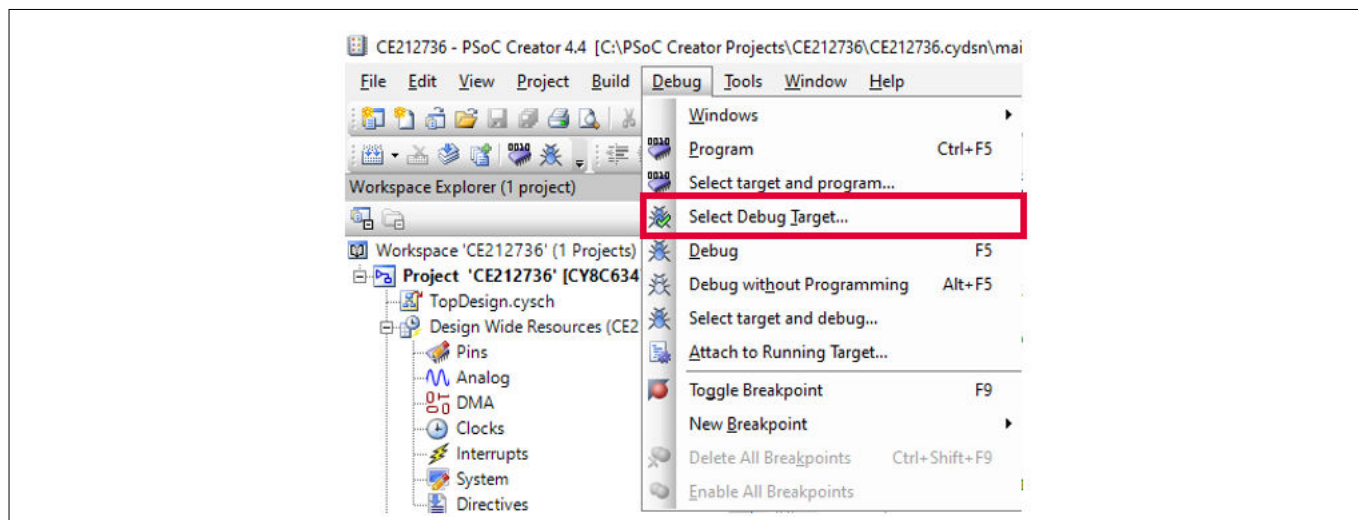 CE212736 - PSoC Creator 4.4 [C:\PSoC Creator Projects\CE212736\CE212736.cydsn\mai
File Edit View Project Build Debug Tools Window Help
Workspace Explorer (1 project)
Workspace 'CE212736' (1 Projects)
Project 'CE212736' [CY8C634
TopDesign.cysch
Design Wide Resources (CE2
Pins
Analog
DMA
Clocks
Interrupts
System
Directives
Windows
Program Ctrl+F5
Select target and program...
Select Debug Target...
Debug F5
Debug without Programming Alt+F5
Select target and debug...
Attach to Running Target...
Toggle Breakpoint F9
New Breakpoint
Delete All Breakpoints Ctrl+Shift+F9
Enable All Breakpoints